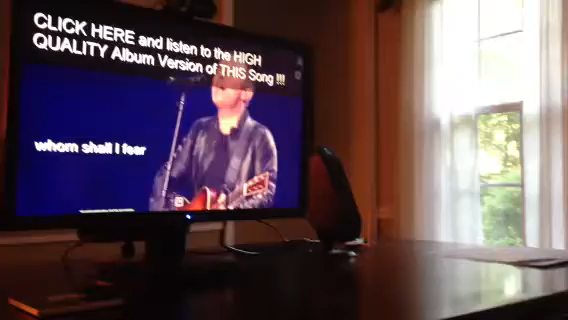 CLICK HERE and listen to the HIGH
QUALITY Album Version of THIS Song !!!
whom shall I fear